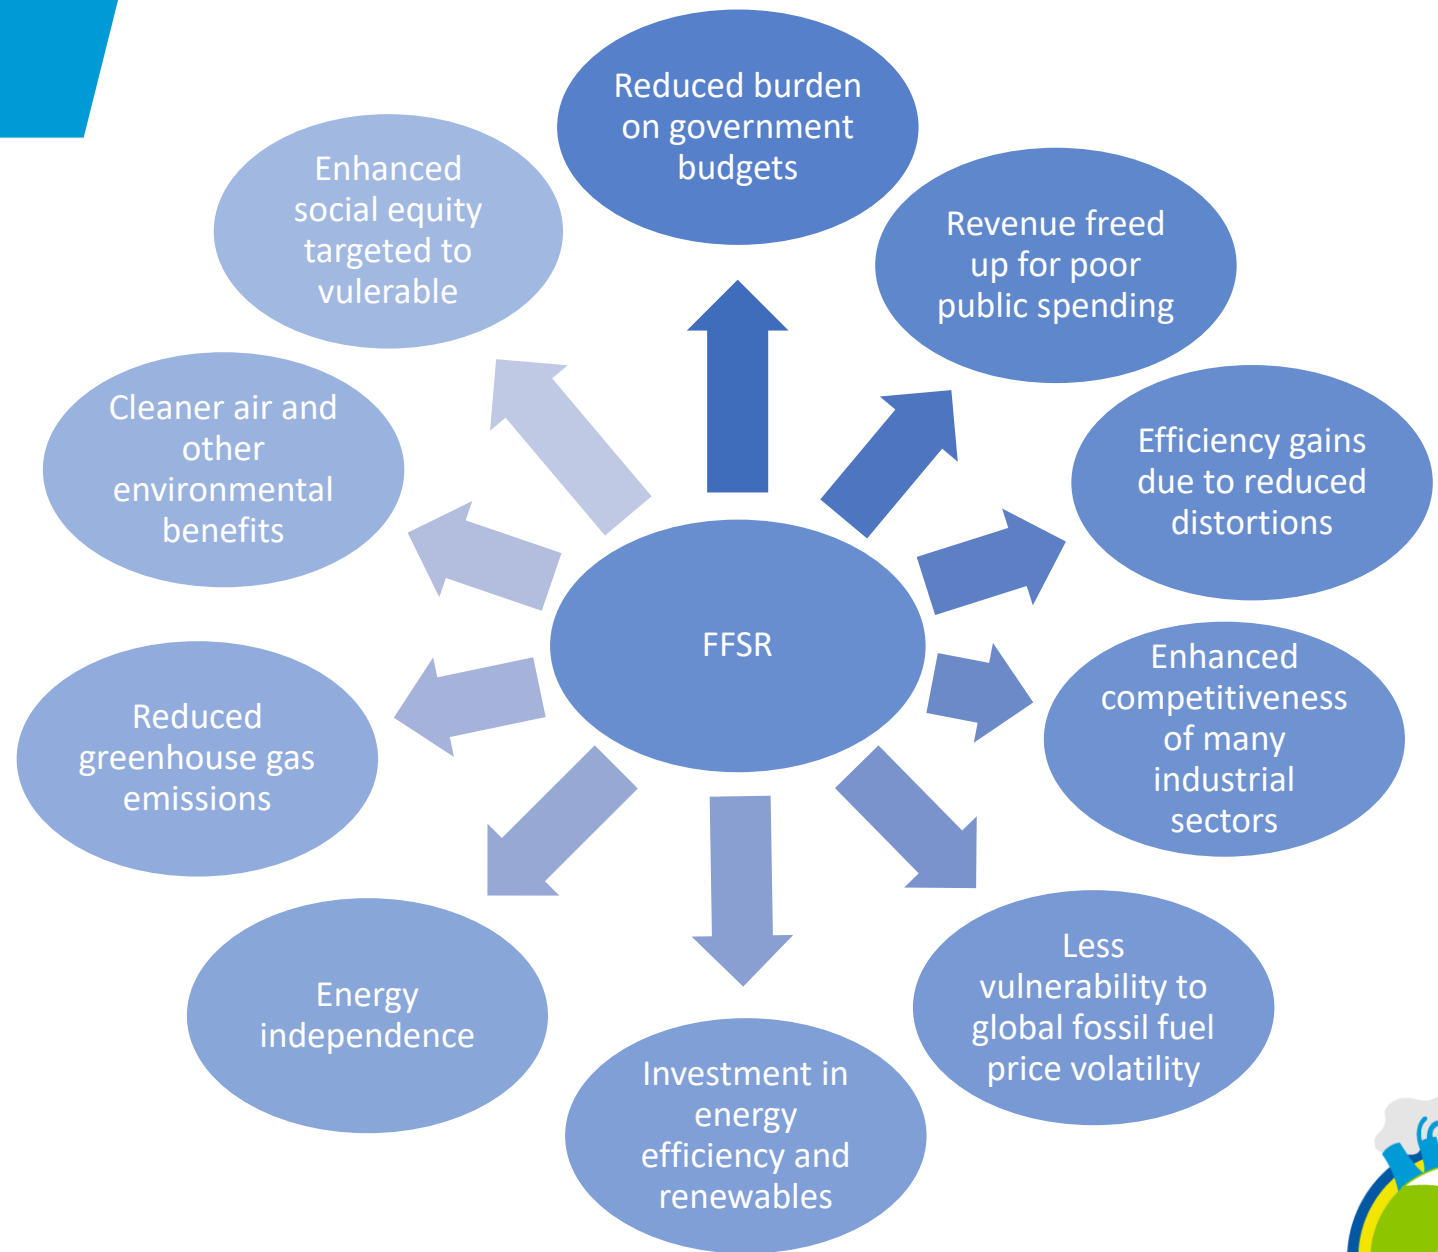 Reduced burden
on government
budgets
Revenue freed
up for poor
public spending
Efficiency gains
due to reduced
distortions
Enhanced
competitiveness
of many
industrial
sectors
Less
vulnerability to
global fossil fuel
price volatility
Investment in
energy
efficiency and
renewables
Energy
independence
Reduced
greenhouse gas
emissions
Cleaner air and
other
environmental
benefits
Enhanced
social equity
targeted to
vulerable
FFSR